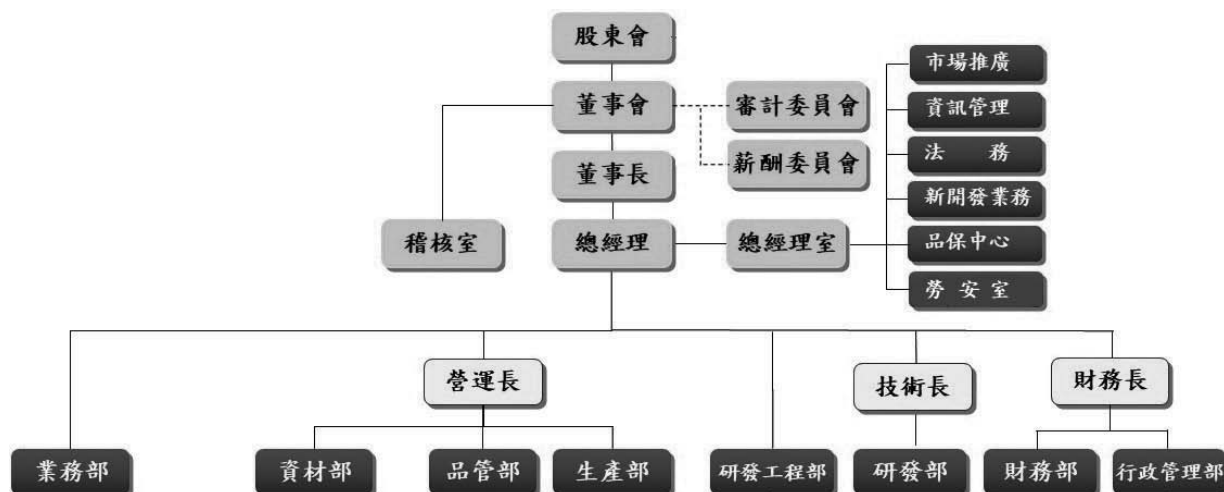 股東會
董事會
審計委員會
薪酬委員會
董事長
稽核室
總經理
總經理室
市場推廣
資訊管理
法 務
新開發業務
品保中心
勞安室
營運長
技術長
財務長
業務部
資材部
品管部
生產部
研發工程部
研發部
財務部
行政管理部